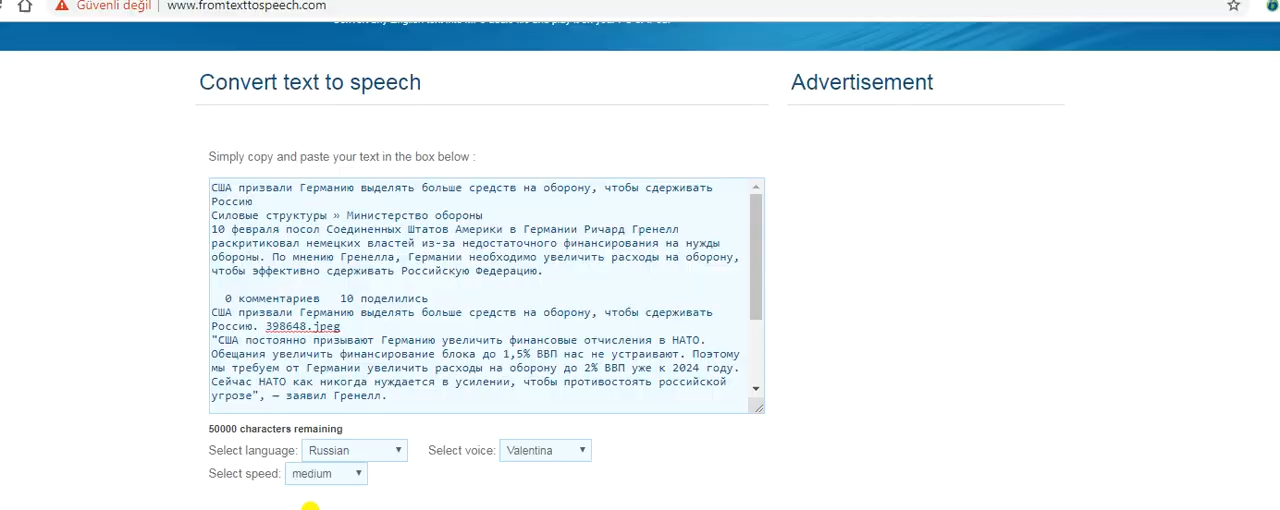 Güvenli değil
www.fromtexttospeech.com
Convert text to speech
Advertisement
Simply copy and paste your text in the box below :
США призвали Германию выделять больше средств на оборону, чтобы сдерживать
Россию
Силовые структуры » Министерство обороны
10 февраля посол Соединенных Штатов Америки в Германии Ричард Гренелл
раскритиковал немецких властей из-за недостаточного финансирования на нужды
обороны. По мнению Гренелла, Германии необходимо увеличить расходы на оборону,
чтобы эффективно сдерживать Российскую Федерацию.
0 комментариев 10 поделились
США призвали Германию выделять больше средств на оборону, чтобы сдерживать
Россию. 398648.jpeg
"США постоянно призывают Германию увеличить финансовые отчисления в НАТО.
Обещания увеличить финансирование блока до 1,5% ВВП нас не устраивают. Поэтому
мы требуем от Германии увеличить расходы на оборону до 2% ВВП уже к 2024 году.
Сейчас НАТО как никогда нуждается в усилении, чтобы противостоять российской
угрозе", — заявил Гренелл.
50000 characters remaining
Select language: Russian Select voice: Valentina
Select speed: medium